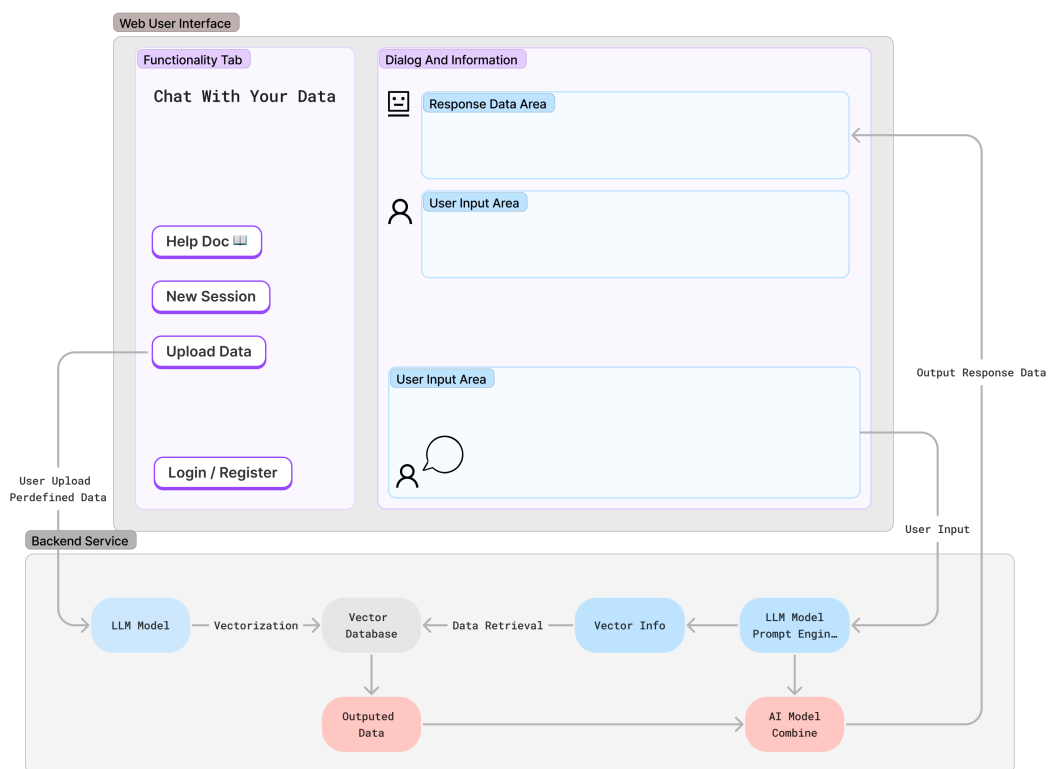 Web User Interface
Functionality Tab
Chat With Your Data
Help Doc 📖
New Session
Upload Data
Login / Register
Dialog And Information
Response Data Area
User Input Area
User Input Area
Output Response Data
User Upload
Perdefined Data
User Input
Backend Service
LLM Model
Vectorization
Vector
Database
Data Retrieval
Vector Info
LLM Model
Prompt Engin…
Outputed
Data
AI Model
Combine